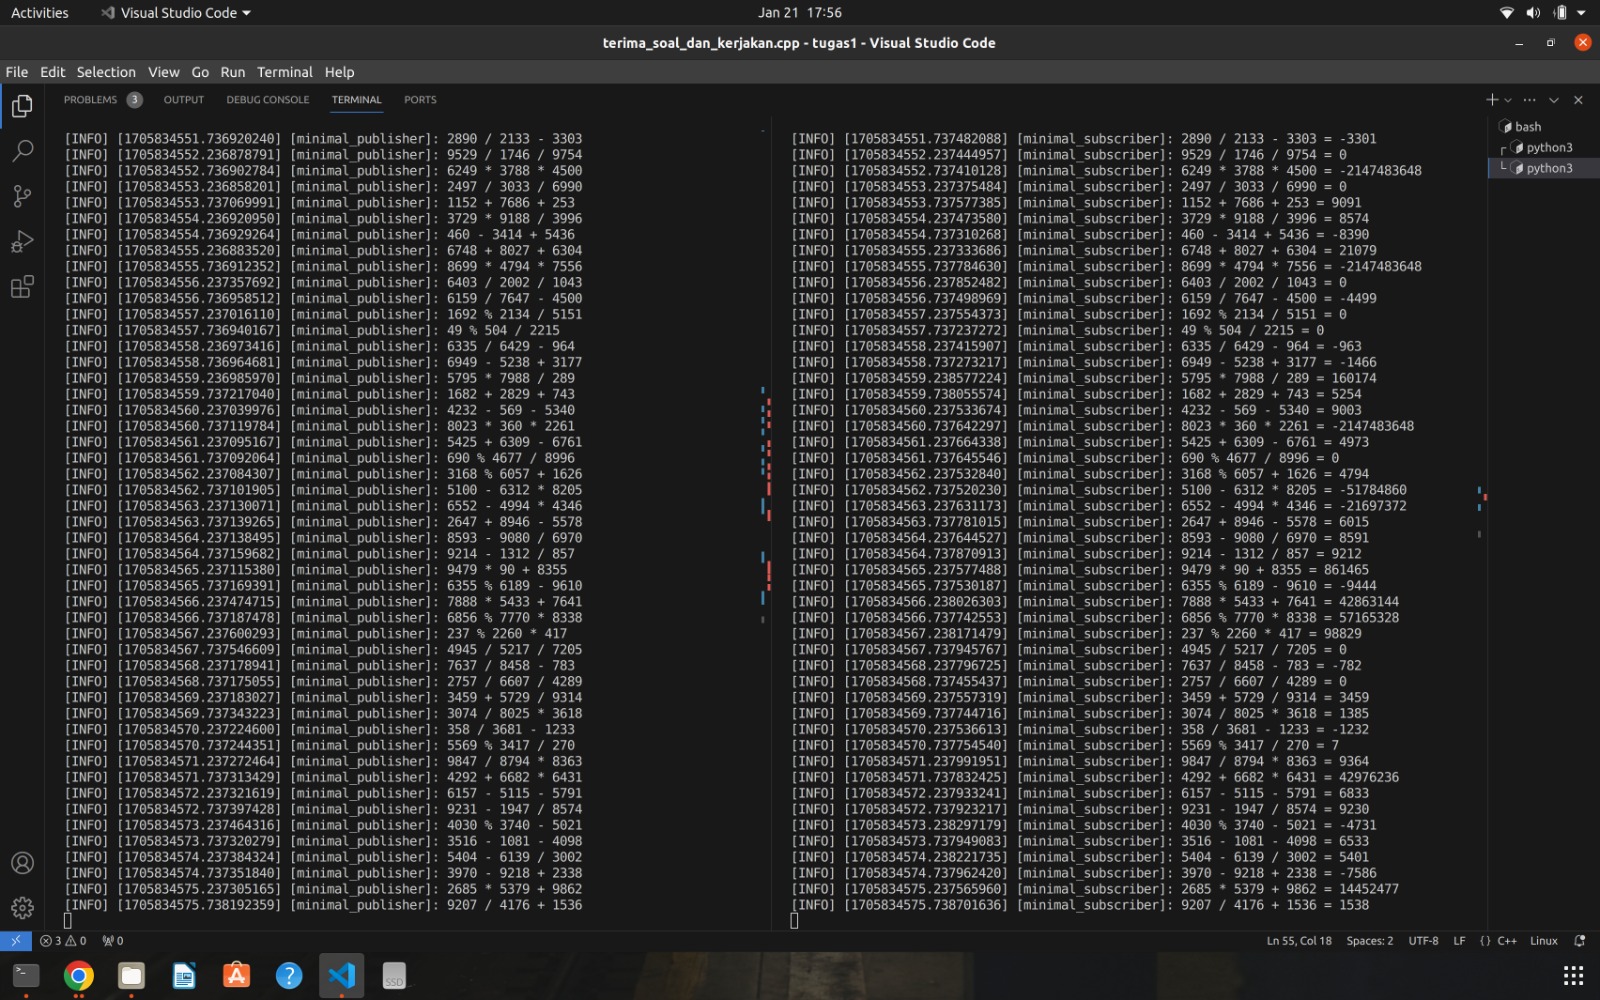 Activities
Visual Studio Code
Jan 21 17:56
terima_soal_dan_kerjakan.cpp - tugas1 - Visual Studio Code
File Edit Selection View Go Run Terminal Help
PROBLEMS 3 OUTPUT DEBUG CONSOLE TERMINAL PORTS
[INFO] [1705834551.736920240] [minimal_publisher]: 2890 / 2133 - 3303
[INFO] [1705834552.236878791] [minimal_publisher]: 9529 / 1746 / 9754
[INFO] [1705834552.736902784] [minimal_publisher]: 6249 * 3788 * 4500
[INFO] [1705834553.236858201] [minimal_publisher]: 2497 / 3033 / 6990
[INFO] [1705834553.737069991] [minimal_publisher]: 1152 + 7686 + 253
[INFO] [1705834554.236920950] [minimal_publisher]: 3729 * 9188 / 3996
[INFO] [1705834554.736929264] [minimal_publisher]: 460 - 3414 + 5436
[INFO] [1705834555.236883520] [minimal_publisher]: 6748 + 8027 + 6304
[INFO] [1705834555.736912352] [minimal_publisher]: 8699 * 4794 * 7556
[INFO] [1705834556.237357692] [minimal_publisher]: 6403 / 2002 / 1043
[INFO] [1705834556.736958512] [minimal_publisher]: 6159 / 7647 - 4500
[INFO] [1705834557.237016110] [minimal_publisher]: 1692 % 2134 / 5151
[INFO] [1705834557.736940167] [minimal_publisher]: 49 % 504 / 2215
[INFO] [1705834558.236973416] [minimal_publisher]: 6335 / 6429 - 964
[INFO] [1705834558.736964681] [minimal_publisher]: 6949 - 5238 + 3177
[INFO] [1705834559.236985970] [minimal_publisher]: 5795 * 7988 / 289
[INFO] [1705834559.737217040] [minimal_publisher]: 1682 + 2829 + 743
[INFO] [1705834560.237039976] [minimal_publisher]: 4232 - 569 - 5340
[INFO] [1705834560.737119784] [minimal_publisher]: 8023 * 360 * 2261
[INFO] [1705834561.237095167] [minimal_publisher]: 5425 + 6309 - 6761
[INFO] [1705834561.737092064] [minimal_publisher]: 690 % 4677 / 8996
[INFO] [1705834562.237084307] [minimal_publisher]: 3168 % 6057 + 1626
[INFO] [1705834562.737101905] [minimal_publisher]: 5100 - 6312 * 8205
[INFO] [1705834563.237130071] [minimal_publisher]: 6552 - 4994 * 4346
[INFO] [1705834563.737139265] [minimal_publisher]: 2647 + 8946 - 5578
[INFO] [1705834564.237138495] [minimal_publisher]: 8593 - 9080 / 6970
[INFO] [1705834564.737159682] [minimal_publisher]: 9214 - 1312 / 857
[INFO] [1705834565.237115380] [minimal_publisher]: 9479 * 90 + 8355
[INFO] [1705834565.737169391] [minimal_publisher]: 6355 % 6189 - 9610
[INFO] [1705834566.237474715] [minimal_publisher]: 7888 * 5433 + 7641
[INFO] [1705834566.737187478] [minimal_publisher]: 6856 % 7770 * 8338
[INFO] [1705834567.237600293] [minimal_publisher]: 237 % 2260 * 417
[INFO] [1705834567.737546609] [minimal_publisher]: 4945 / 5217 / 7205
[INFO] [1705834568.237178941] [minimal_publisher]: 7637 / 8458 - 783
[INFO] [1705834568.737175055] [minimal_publisher]: 2757 / 6607 / 4289
[INFO] [1705834569.237183027] [minimal_publisher]: 3459 + 5729 / 9314
[INFO] [1705834569.737343223] [minimal_publisher]: 3074 / 8025 * 3618
[INFO] [1705834570.237224600] [minimal_publisher]: 358 / 3681 - 1233
[INFO] [1705834570.737244351] [minimal_publisher]: 5569 % 3417 / 270
[INFO] [1705834571.237272464] [minimal_publisher]: 9847 / 8794 * 8363
[INFO] [1705834571.737313429] [minimal_publisher]: 4292 + 6682 * 6431
[INFO] [1705834572.237321619] [minimal_publisher]: 6157 - 5115 - 5791
[INFO] [1705834572.737397428] [minimal_publisher]: 9231 - 1947 / 8574
[INFO] [1705834573.237464316] [minimal_publisher]: 4030 % 3740 - 5021
[INFO] [1705834573.737320279] [minimal_publisher]: 3516 - 1081 - 4098
[INFO] [1705834574.237384324] [minimal_publisher]: 5404 - 6139 / 3002
[INFO] [1705834574.737351840] [minimal_publisher]: 3970 - 9218 + 2338
[INFO] [1705834575.237305165] [minimal_publisher]: 2685 * 5379 + 9862
[INFO] [1705834575.738192359] [minimal_publisher]: 9207 / 4176 + 1536
[INFO] [1705834551.737482088] [minimal_subscriber]: 2890 / 2133 - 3303 = -3301
[INFO] [1705834552.237444957] [minimal_subscriber]: 9529 / 1746 / 9754 = 0
[INFO] [1705834552.737410128] [minimal_subscriber]: 6249 * 3788 * 4500 = -2147483648
[INFO] [1705834553.237375484] [minimal_subscriber]: 2497 / 3033 / 6990 = 0
[INFO] [1705834553.737577385] [minimal_subscriber]: 1152 + 7686 + 253 = 9091
[INFO] [1705834554.237473580] [minimal_subscriber]: 3729 * 9188 / 3996 = 8574
[INFO] [1705834554.737310268] [minimal_subscriber]: 460 - 3414 + 5436 = -8390
[INFO] [1705834555.237333686] [minimal_subscriber]: 6748 + 8027 + 6304 = 21079
[INFO] [1705834555.737784630] [minimal_subscriber]: 8699 * 4794 * 7556 = -2147483648
[INFO] [1705834556.237852482] [minimal_subscriber]: 6403 / 2002 / 1043 = 0
[INFO] [1705834556.737498969] [minimal_subscriber]: 6159 / 7647 - 4500 = -4499
[INFO] [1705834557.237554373] [minimal_subscriber]: 1692 % 2134 / 5151 = 0
[INFO] [1705834557.737237272] [minimal_subscriber]: 49 % 504 / 2215 = 0
[INFO] [1705834558.237415907] [minimal_subscriber]: 6335 / 6429 - 964 = -963
[INFO] [1705834558.737273217] [minimal_subscriber]: 6949 - 5238 + 3177 = -1466
[INFO] [1705834559.238577224] [minimal_subscriber]: 5795 * 7988 / 289 = 160174
[INFO] [1705834559.738055574] [minimal_subscriber]: 1682 + 2829 + 743 = 5254
[INFO] [1705834560.237533674] [minimal_subscriber]: 4232 - 569 - 5340 = 9003
[INFO] [1705834560.737642297] [minimal_subscriber]: 8023 * 360 * 2261 = -2147483648
[INFO] [1705834561.237664338] [minimal_subscriber]: 5425 + 6309 - 6761 = 4973
[INFO] [1705834561.737645546] [minimal_subscriber]: 690 % 4677 / 8996 = 0
[INFO] [1705834562.237532840] [minimal_subscriber]: 3168 % 6057 + 1626 = 4794
[INFO] [1705834562.737520230] [minimal_subscriber]: 5100 - 6312 * 8205 = -51784860
[INFO] [1705834563.237631173] [minimal_subscriber]: 6552 - 4994 * 4346 = -21697372
[INFO] [1705834563.737781015] [minimal_subscriber]: 2647 + 8946 - 5578 = 6015
[INFO] [1705834564.237644527] [minimal_subscriber]: 8593 - 9080 / 6970 = 8591
[INFO] [1705834564.737870913] [minimal_subscriber]: 9214 - 1312 / 857 = 9212
[INFO] [1705834565.237577488] [minimal_subscriber]: 9479 * 90 + 8355 = 861465
[INFO] [1705834565.737530187] [minimal_subscriber]: 6355 % 6189 - 9610 = -9444
[INFO] [1705834566.238026303] [minimal_subscriber]: 7888 * 5433 + 7641 = 42863144
[INFO] [1705834566.737742553] [minimal_subscriber]: 6856 % 7770 * 8338 = 57165328
[INFO] [1705834567.238171479] [minimal_subscriber]: 237 % 2260 * 417 = 98829
[INFO] [1705834567.737945767] [minimal_subscriber]: 4945 / 5217 / 7205 = 0
[INFO] [1705834568.237796725] [minimal_subscriber]: 7637 / 8458 - 783 = -782
[INFO] [1705834568.737455437] [minimal_subscriber]: 2757 / 6607 / 4289 = 0
[INFO] [1705834569.237557319] [minimal_subscriber]: 3459 + 5729 / 9314 = 3459
[INFO] [1705834569.737744716] [minimal_subscriber]: 3074 / 8025 * 3618 = 1385
[INFO] [1705834570.237536613] [minimal_subscriber]: 358 / 3681 - 1233 = -1232
[INFO] [1705834570.737754540] [minimal_subscriber]: 5569 % 3417 / 270 = 7
[INFO] [1705834571.237991951] [minimal_subscriber]: 9847 / 8794 * 8363 = 9364
[INFO] [1705834571.737832425] [minimal_subscriber]: 4292 + 6682 * 6431 = 42976236
[INFO] [1705834572.237933241] [minimal_subscriber]: 6157 - 5115 - 5791 = 6833
[INFO] [1705834572.737923217] [minimal_subscriber]: 9231 - 1947 / 8574 = 9230
[INFO] [1705834573.238297179] [minimal_subscriber]: 4030 % 3740 - 5021 = -4731
[INFO] [1705834573.737949083] [minimal_subscriber]: 3516 - 1081 - 4098 = 6533
[INFO] [1705834574.238221735] [minimal_subscriber]: 5404 - 6139 / 3002 = 5401
[INFO] [1705834574.737962420] [minimal_subscriber]: 3970 - 9218 + 2338 = -7586
[INFO] [1705834575.237565960] [minimal_subscriber]: 2685 * 5379 + 9862 = 14452477
[INFO] [1705834575.738701636] [minimal_subscriber]: 9207 / 4176 + 1536 = 1538
bash
python3
python3
3 0 0
Ln 55, Col 18 Spaces: 2 UTF-8 LF {} C++ Linux
SSD